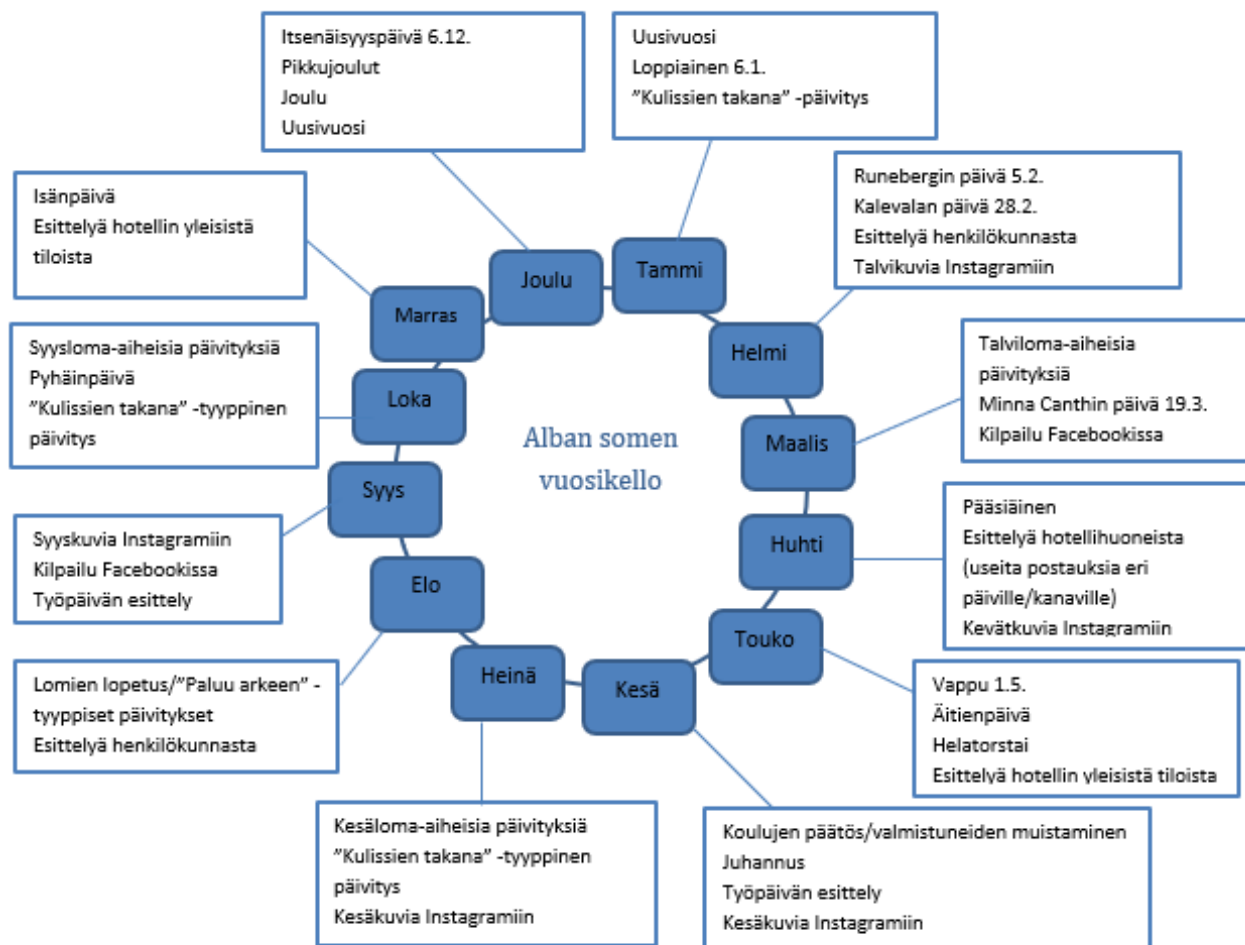 Itsenäisyyspäivä 6.12.
Pikkujoulut
Joulu
Uusivuosi
Uusivuosi
Loppiainen 6.1.
”Kulissien takana” -päivitys
Isänpäivä
Esittelyä hotellin yleisistä
tiloista
Runebergin päivä 5.2.
Kalevalan päivä 28.2.
Esittelyä henkilökunnasta
Talvikuvia Instagramiin
Joulu
Tammi
Marras
Helmi
Syysloma-aiheisia päivityksiä
Pyhäinpäivä
”Kulissien takana” -tyyppinen
päivitys
Loka
Talviloma-aiheisia
päivityksiä
Minna Canthin päivä 19.3.
Kilpailu Facebookissa
Maalis
Alban somen
vuosikello
Syys
Huhti
Syyskuvia Instagramiin
Kilpailu Facebookissa
Työpäivän esittely
Pääsiäinen
Esittelyä hotellihuoneista
(useita postauksia eri
päiville/kanaville)
Kevätkuvia Instagramiin
Elo
Touko
Heinä
Kesä
Lomien lopetus/”Paluu arkeen” -
tyyppiset päivitykset
Esittelyä henkilökunnasta
Vappu 1.5.
Äitienpäivä
Helatorstai
Esittelyä hotellin yleisistä tiloista
Kesäloma-aiheisia päivityksiä
”Kulissien takana” -tyyppinen
päivitys
Kesäkuvia Instagramiin
Koulujen päätös/valmistuneiden muistaminen
Juhannus
Työpäivän esittely
Kesäkuvia Instagramiin